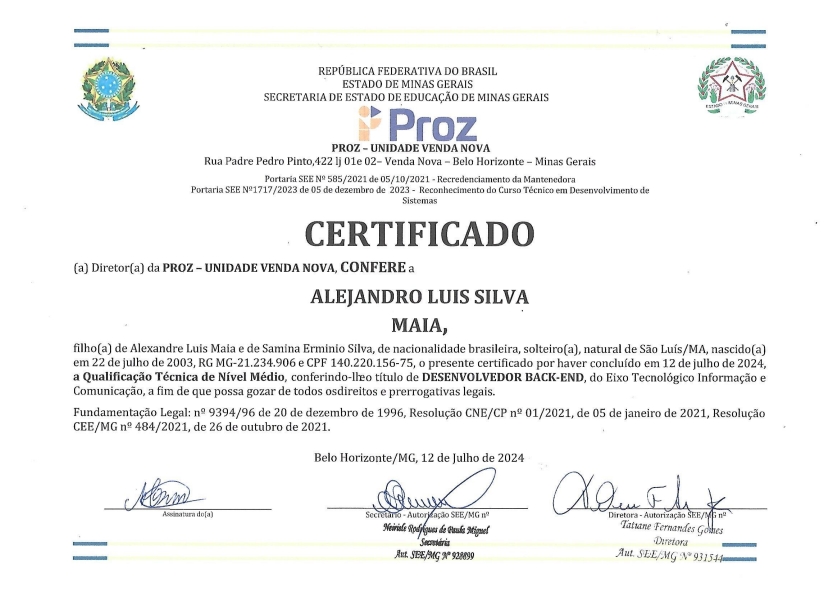 REPÚBLICA FEDERATIVA DO BRASIL
ESTADO DE MINAS GERAIS
SECRETARIA DE ESTADO DE EDUCAÇÃO DE MINAS GERAIS
Proz
PROZ – UNIDADE VENDA NOVA
Rua Padre Pedro Pinto,422 lj 01e 02– Venda Nova – Belo Horizonte – Minas Gerais
Portaria SEE Nº 585/2021 de 05/10/2021 - Recredenciamento da Mantenedora
Portaria SEE Nº1717/2023 de 05 de dezembro de 2023 - Reconhecimento do Curso Técnico em Desenvolvimento de
Sistemas
ESTADO DE MINAS GERAIS
CERTIFICADO
(a) Diretor(a) da PROZ – UNIDADE VENDA NOVA, CONFERE a
ALEJANDRO LUIS SILVA
MAIA,
filho(a) de Alexandre Luis Maia e de Samina Erminio Silva, de nacionalidade brasileira, solteiro(a), natural de São Luís/MA, nascido(a)
em 22 de julho de 2003, RG MG-21.234.906 e CPF 140.220.156-75, o presente certificado por haver concluído em 12 de julho de 2024,
a Qualificação Técnica de Nível Médio, conferindo-lheo título de DESENVOLVEDOR BACK-END, do Eixo Tecnológico Informação e
Comunicação, a fim de que possa gozar de todos osdireitos e prerrogativas legais.
Fundamentação Legal: nº 9394/96 de 20 de dezembro de 1996, Resolução CNE/CP nº 01/2021, de 05 de janeiro de 2021, Resolução
CEE/MG nº 484/2021, de 26 de outubro de 2021.
Belo Horizonte/MG, 12 de Julho de 2024
Assinatura do(a)
Secretário - Autorização SEE/MG nº
Rodrigues de Paula Miguel
Secretária
Aut. SEE/MG Nº 928899
Diretora - Autorização SEE/MG nº
Tatiane Fernandes Gomes
Diretora
Aut. SEE/MG Nº 931544